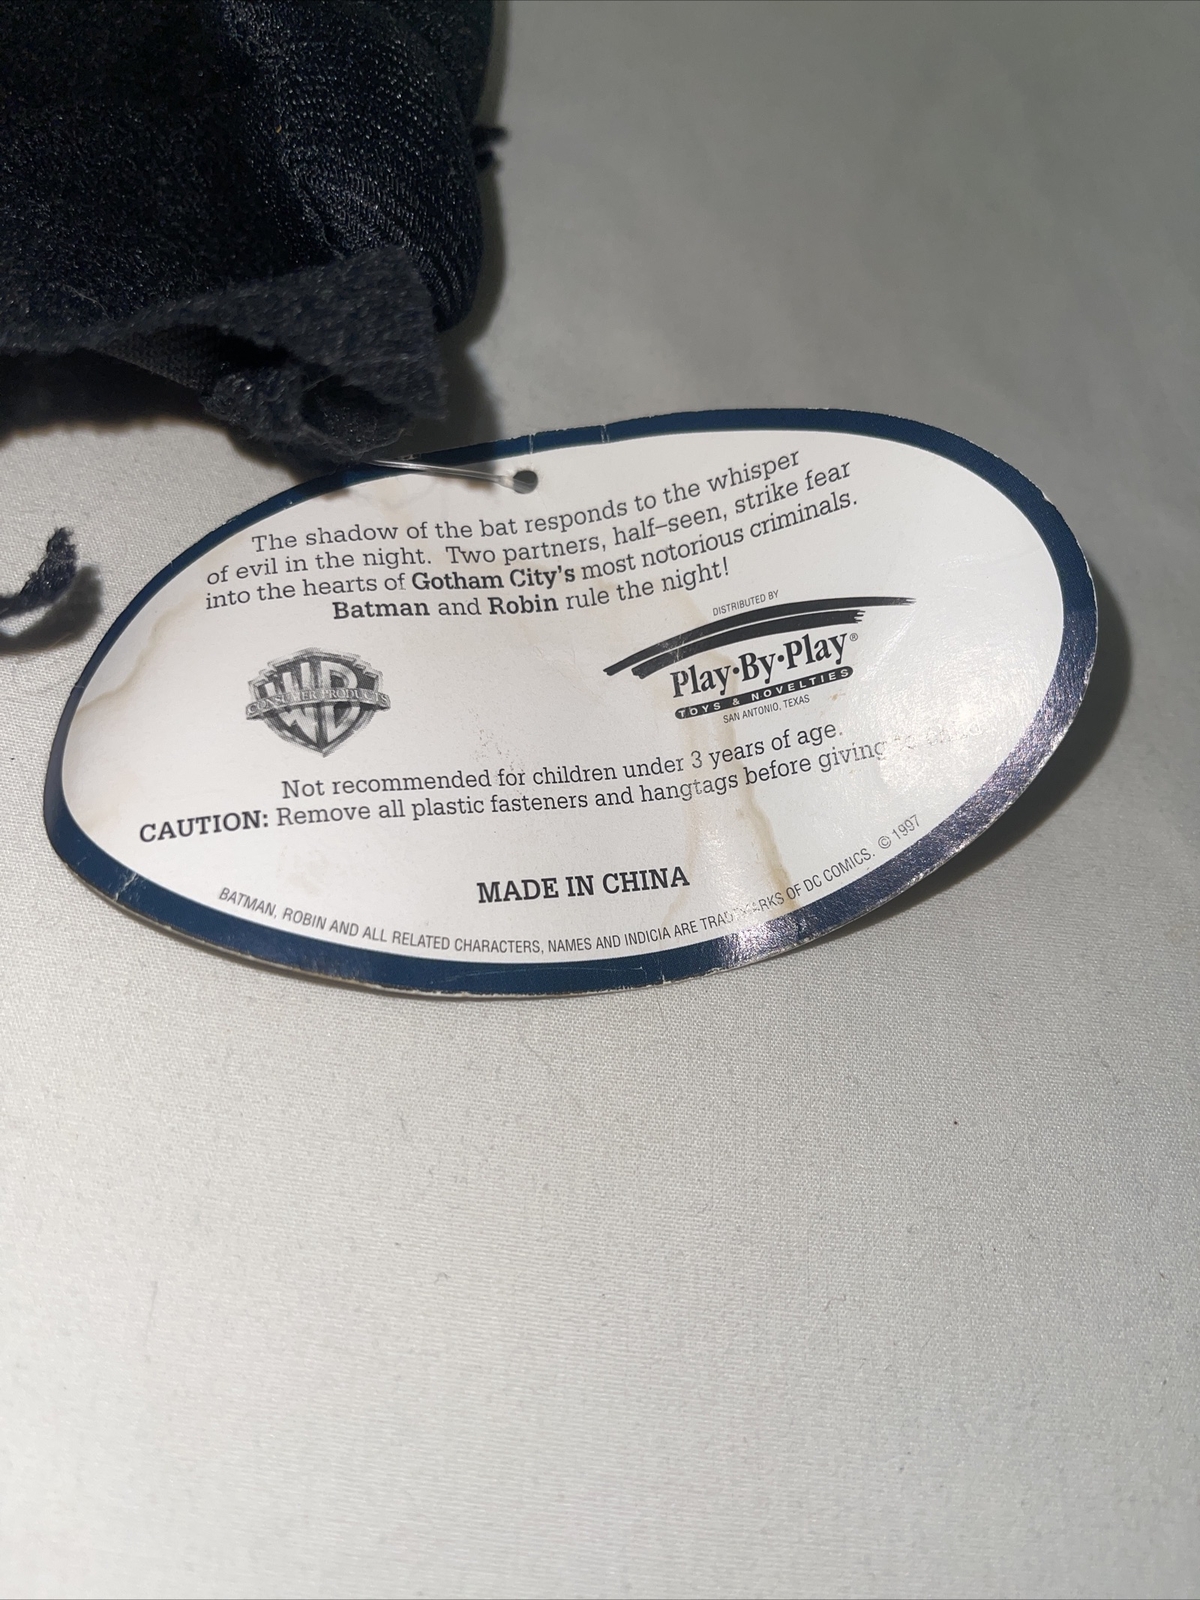 The shadow of the bat responds to the whisper
of evil in the night. Two partners, half-seen, strike fear
into the hearts of Gotham City's most notorious criminals.
Batman and Robin rule the night!
WB
CONSUMER PRODUCTS
DISTRIBUTED BY
Play·By·Play®
TOYS & NOVELTIES
SAN ANTONIO, TEXAS
Not recommended for children under 3 years of age.
CAUTION: Remove all plastic fasteners and hangtags before giving
MADE IN CHINA
BATMAN, ROBIN AND ALL RELATED CHARACTERS, NAMES AND INDICIA ARE TRADEMARKS OF DC COMICS. © 1997